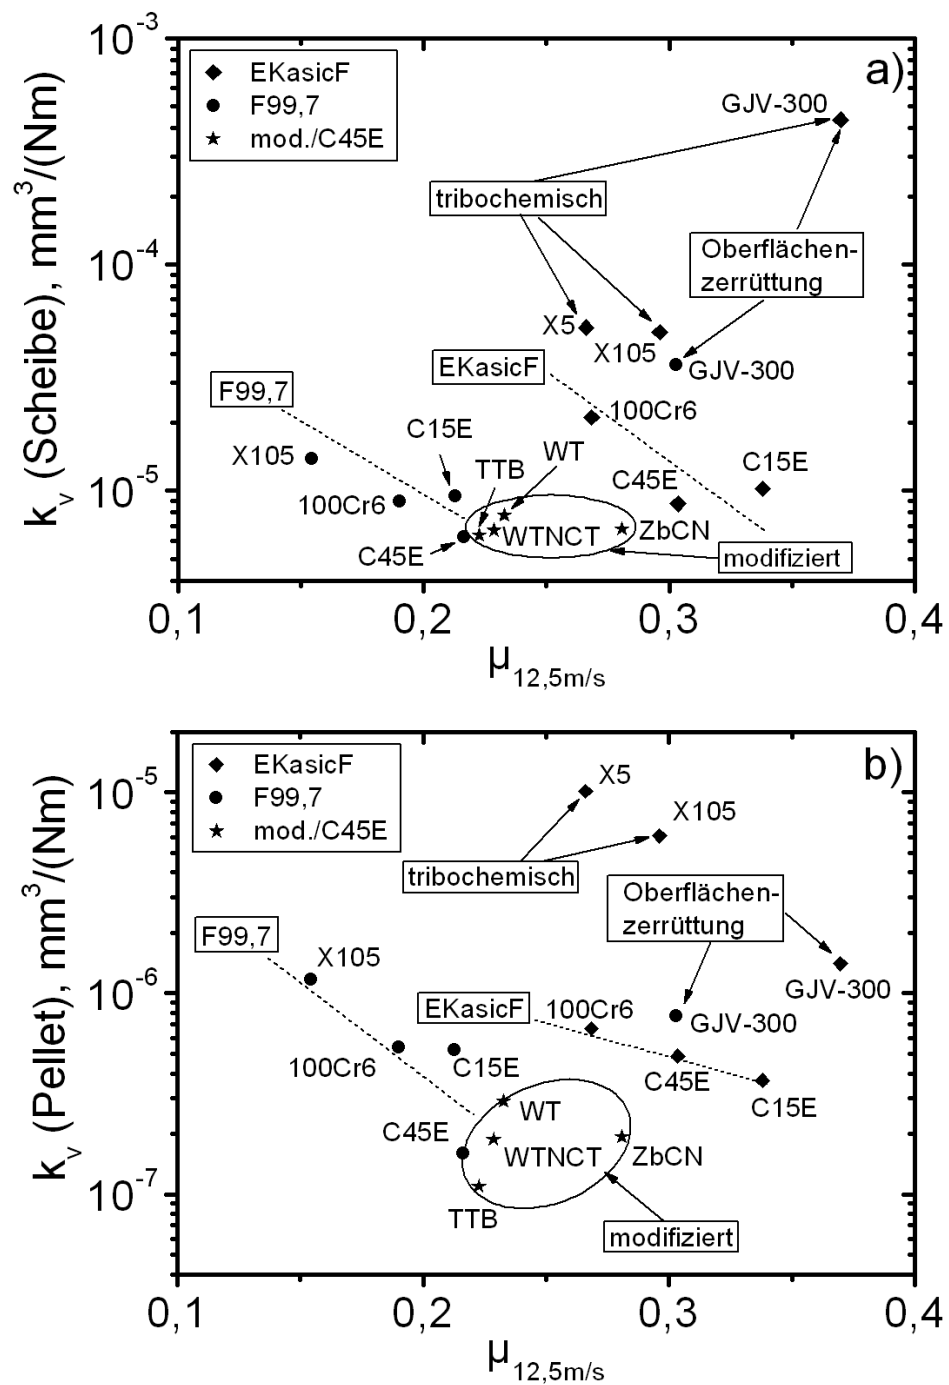 a)
EKasicF
F99,7
mod./C45E
k_v (Scheibe), mm^3/(Nm)
10^-3
10^-4
10^-5
GJV-300
tribochemisch
Oberflächen-
zerrüttung
X5
X105
GJV-300
EKasicF
F99,7
100Cr6
C15E
X105
WT
TTB
C45E
C15E
100Cr6
WTNCT
ZbCN
C45E
modifiziert
0,1
0,2
0,3
0,4
μ_12,5m/s
b)
EKasicF
F99,7
mod./C45E
k_v (Pellet), mm^3/(Nm)
10^-5
10^-6
10^-7
X5
X105
tribochemisch
Oberflächen-
zerrüttung
F99,7
X105
GJV-300
EKasicF
100Cr6
GJV-300
100Cr6
C15E
C45E
C15E
WT
C45E
WTNCT
ZbCN
TTB
modifiziert
0,1
0,2
0,3
0,4
μ_12,5m/s